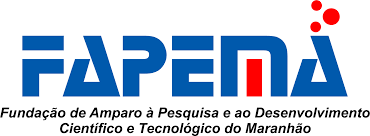 FAPEMA
Fundação de Amparo à Pesquisa e ao Desenvolvimento
Científico e Tecnológico do Maranhão